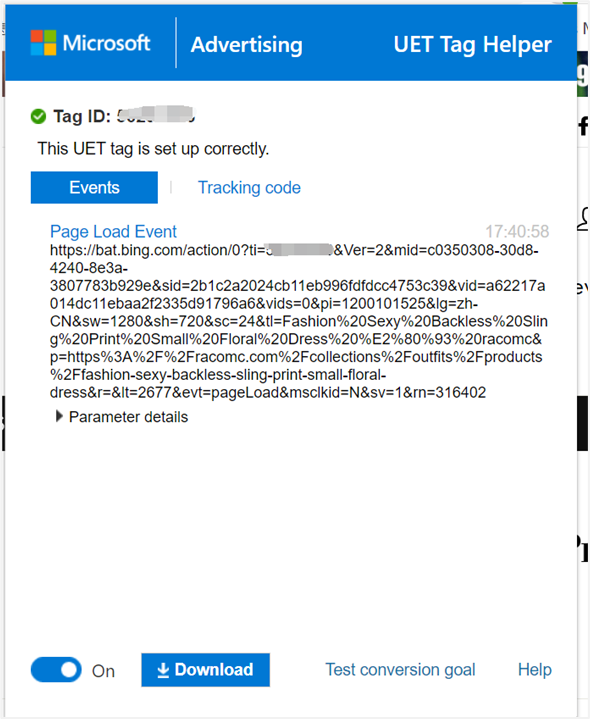 Microsoft Advertising UET Tag Helper
Tag ID:
This UET tag is set up correctly.
Events Tracking code
Page Load Event 17:40:58
https://bat.bing.com/action/0?ti= &Ver=2&mid=c0350308-30d8-
4240-8e3a-
3807783b929e&sid=2b1c2a2024cb11eb996fdfdcc4753c39&vid=a62217a
014dc11ebaa2f2335d91796a6&vids=0&pi=1200101525&lg=zh-
CN&sw=1280&sh=720&sc=24&tl=Fashion%20Sexy%20Backless%20Slin
g%20Print%20Small%20Floral%20Dress%20%E2%80%93%20racomc&
p=https%3A%2F%2Fracomc.com%2Fcollections%2Foutfits%2Fproducts
%2Ffashion-sexy-backless-sling-print-small-floral-
dress&r=&lt=2677&evt=pageLoad&msclkid=N&sv=1&rn=316402
Parameter details
On Download Test conversion goal Help